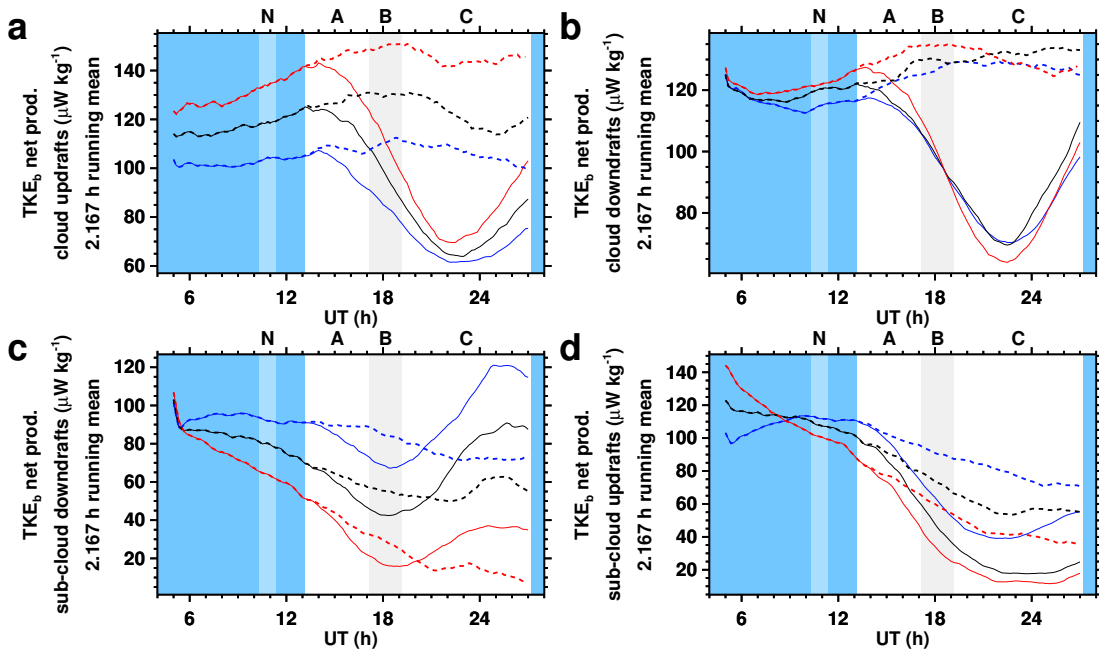 a
N A B C
TKE_b net prod.
cloud updrafts (μW kg⁻¹)
2.167 h running mean
140
120
100
80
60
6 12 18 24
UT (h)
b
N A B C
TKE_b net prod.
cloud downdrafts (μW kg⁻¹)
2.167 h running mean
120
100
80
6 12 18 24
UT (h)
c
N A B C
TKE_b net prod.
sub-cloud downdrafts (μW kg⁻¹)
2.167 h running mean
120
100
80
60
40
20
6 12 18 24
UT (h)
d
N A B C
TKE_b net prod.
sub-cloud updrafts (μW kg⁻¹)
2.167 h running mean
140
120
100
80
60
40
20
6 12 18 24
UT (h)